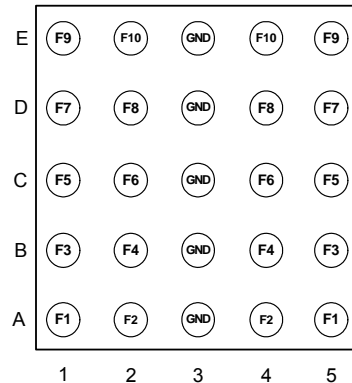 E F9 F10 GND F10 F9
D F7 F8 GND F8 F7
C F5 F6 GND F6 F5
B F3 F4 GND F4 F3
A F1 F2 GND F2 F1
1 2 3 4 5